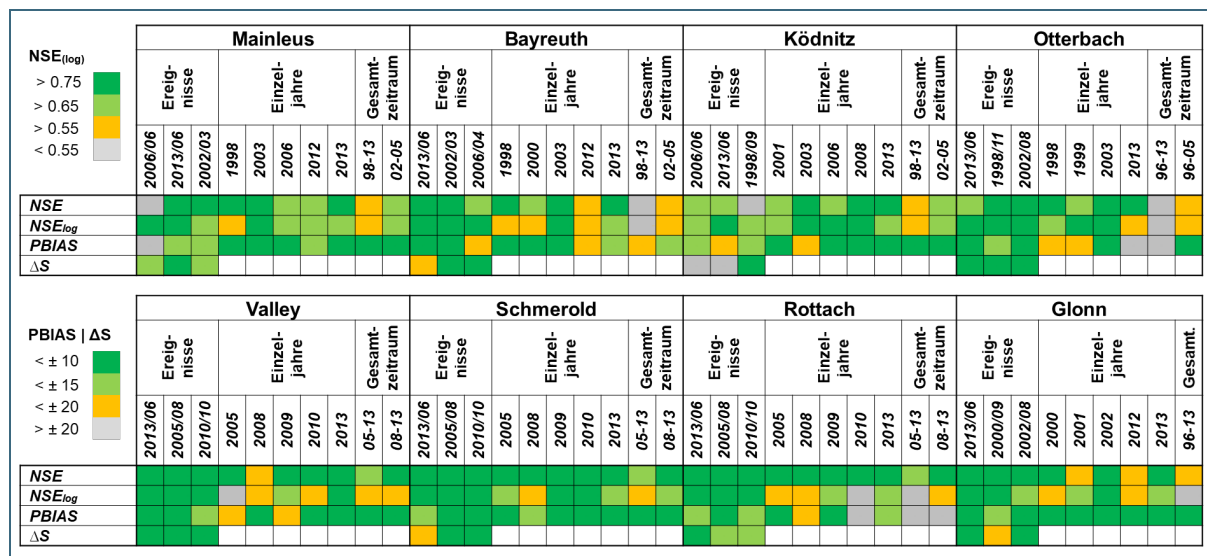 Mainleus Bayreuth Ködnitz Otterbach
NSE(log)
> 0.75
> 0.65
> 0.55
< 0.55
Ereig-nisse Einzel-jahre Gesamt-zeitraum Ereig-nisse Einzel-jahre Gesamt-zeitraum Ereig-nisse Einzel-jahre Gesamt-zeitraum Ereig-nisse Einzel-jahre Gesamt-zeitraum
2006/06 2013/06 2002/03 1998 2003 2006 2012 2013 98-13 02-05 2013/06 2002/03 2006/04 1998 2000 2003 2012 2013 98-13 02-05 2006/06 2013/06 1998/09 2001 2003 2006 2008 2013 98-13 02-05 2013/06 1998/11 2002/08 1998 1999 2003 2013 96-13 96-05
NSE
NSElog
PBIAS
ΔS
Valley Schmerold Rottach Glonn
PBIAS | ΔS
< ± 10
< ± 15
< ± 20
> ± 20
Ereig-nisse Einzel-jahre Gesamt-zeitraum Ereig-nisse Einzel-jahre Gesamt-zeitraum Ereig-nisse Einzel-jahre Gesamt-zeitraum Ereig-nisse Einzel-jahre Gesamt.
2013/06 2005/08 2010/10 2005 2008 2009 2010 2013 05-13 08-13 2013/06 2005/08 2010/10 2005 2008 2009 2010 2013 05-13 08-13 2013/06 2005/08 2010/10 2005 2008 2009 2010 2013 05-13 08-13 2013/06 2000/09 2002/08 2000 2001 2002 2012 2013 96-13
NSE
NSElog
PBIAS
ΔS